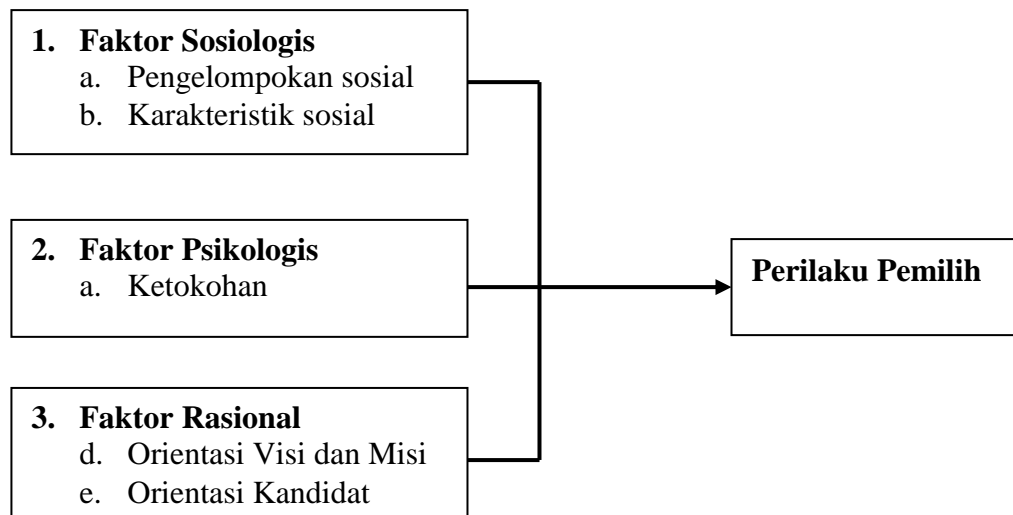 1. Faktor Sosiologis
a. Pengelompokan sosial
b. Karakteristik sosial
2. Faktor Psikologis
a. Ketokohan
Perilaku Pemilih
3. Faktor Rasional
d. Orientasi Visi dan Misi
e. Orientasi Kandidat